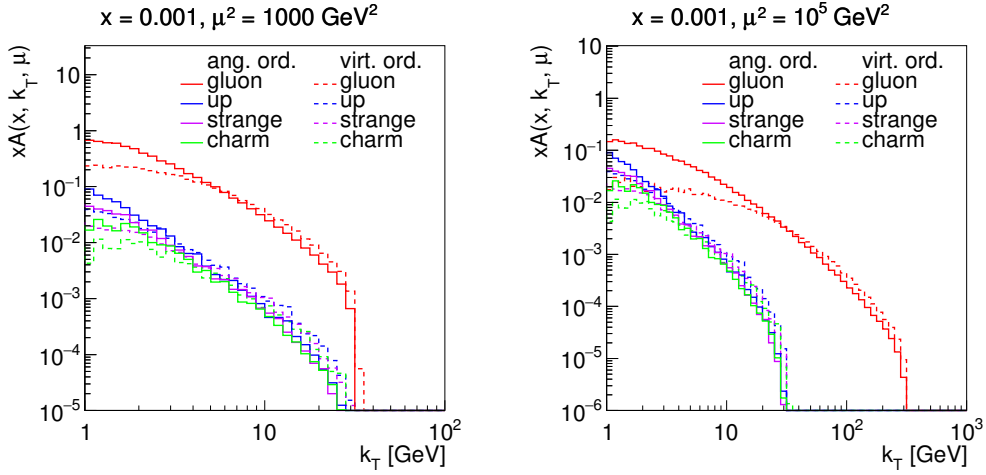 x = 0.001, μ² = 1000 GeV²
xA(x, k_T, μ)
ang. ord. virt. ord.
gluon gluon
up up
strange strange
charm charm
10
1
10⁻¹
10⁻²
10⁻³
10⁻⁴
10⁻⁵
1 10 10²
k_T [GeV]
x = 0.001, μ² = 10⁵ GeV²
xA(x, k_T, μ)
ang. ord. virt. ord.
gluon gluon
up up
strange strange
charm charm
10
1
10⁻¹
10⁻²
10⁻³
10⁻⁴
10⁻⁵
10⁻⁶
1 10 10² 10³
k_T [GeV]